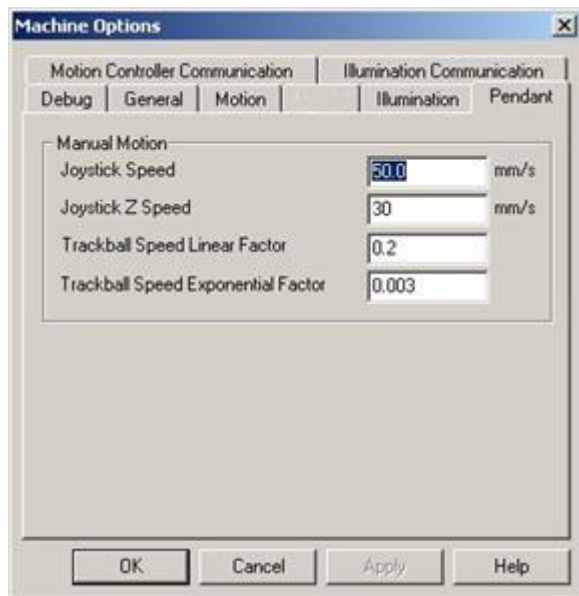 Machine Options
Motion Controller Communication Illumination Communication
Debug General Motion Illumination Pendant
Manual Motion
Joystick Speed 50.0 mm/s
Joystick Z Speed 30 mm/s
Trackball Speed Linear Factor 0.2
Trackball Speed Exponential Factor 0.003
OK Cancel Apply Help